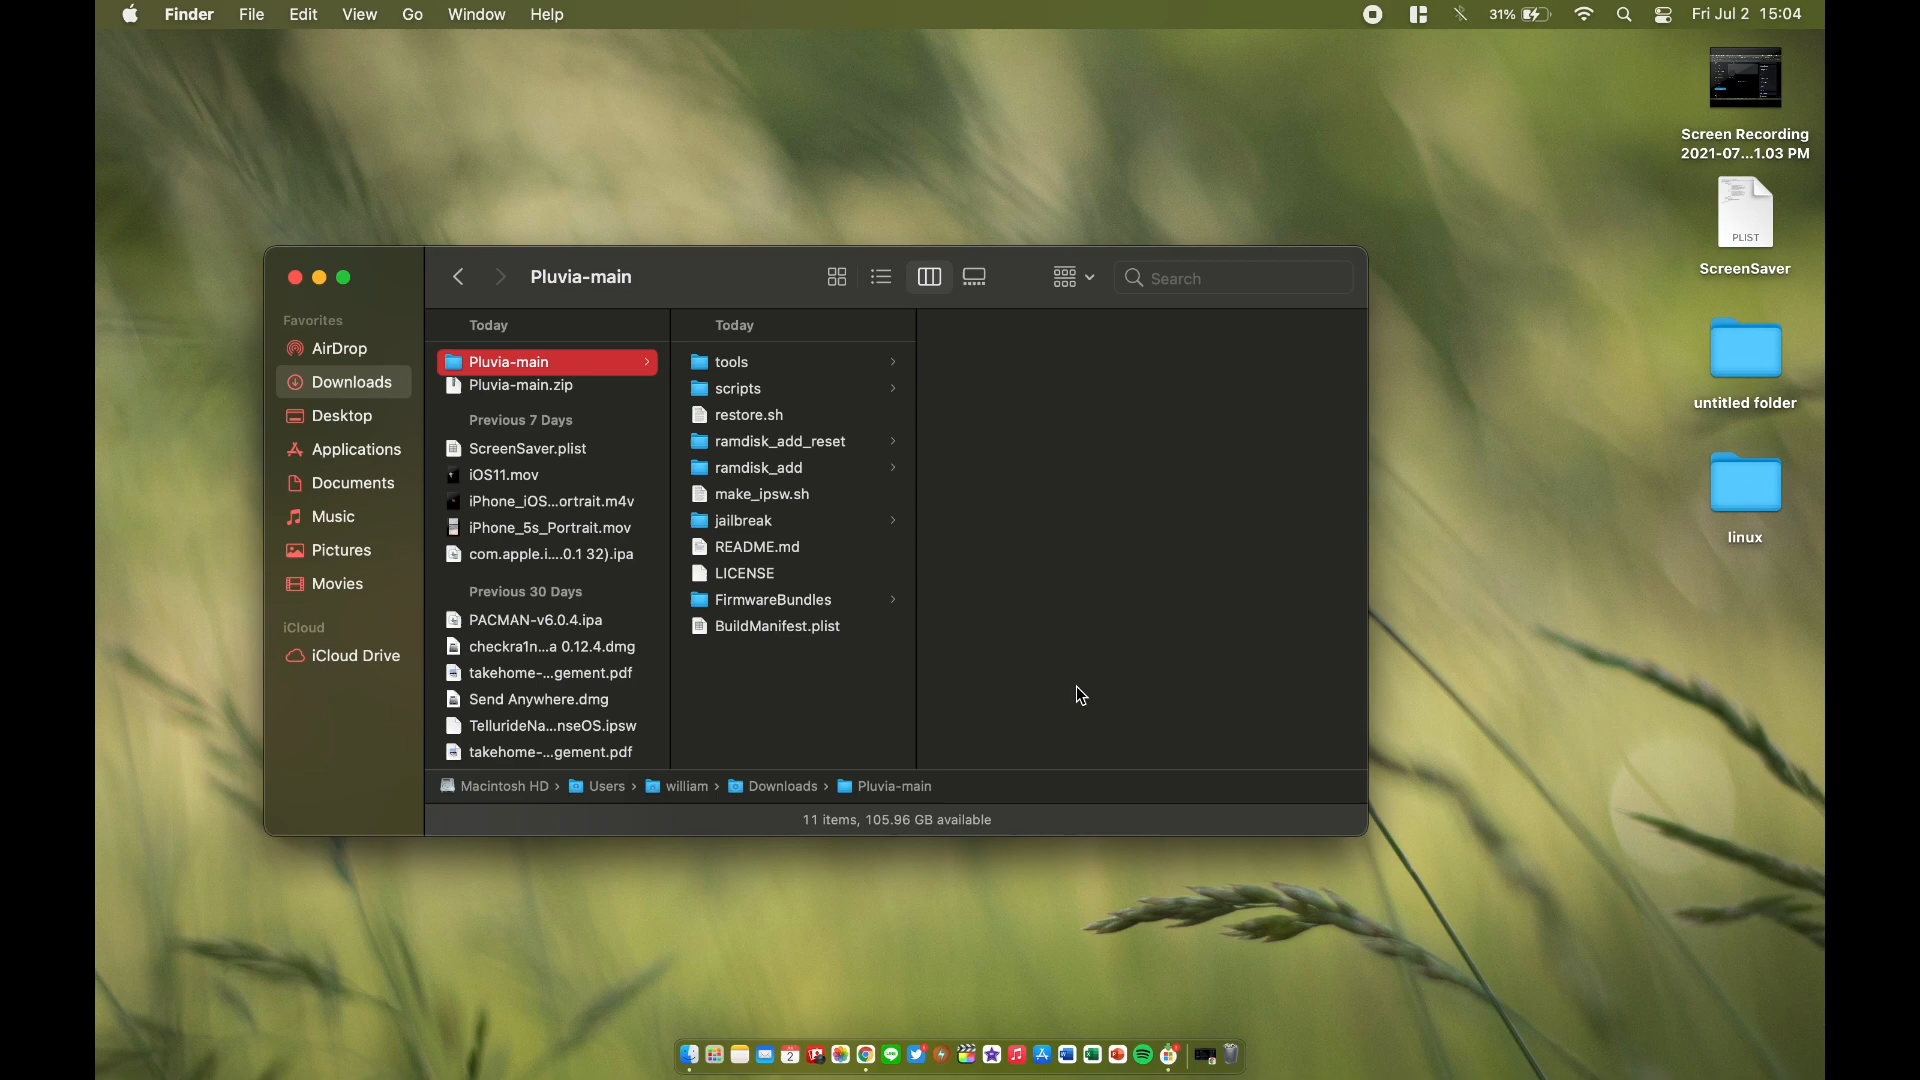 Finder File Edit View Go Window Help 31% Fri Jul 2 15:04
Screen Recording
2021-07...1.03 PM
PLIST
ScreenSaver
untitled folder
linux
Pluvia-main
Search
Favorites
AirDrop
Downloads
Desktop
Applications
Documents
Music
Pictures
Movies
iCloud
iCloud Drive
Today
Pluvia-main
Pluvia-main.zip
Previous 7 Days
ScreenSaver.plist
iOS11.mov
iPhone_iOS...ortrait.m4v
iPhone_5s_Portrait.mov
com.apple.i....0.1 32).ipa
Previous 30 Days
PACMAN-v6.0.4.ipa
checkra1n...a 0.12.4.dmg
takehome-...gement.pdf
Send Anywhere.dmg
TellurideNa...nseOS.ipsw
takehome-...gement.pdf
Today
tools
scripts
restore.sh
ramdisk_add_reset
ramdisk_add
make_ipsw.sh
jailbreak
README.md
LICENSE
FirmwareBundles
BuildManifest.plist
Macintosh HD › Users › william › Downloads › Pluvia-main
11 items, 105.96 GB available